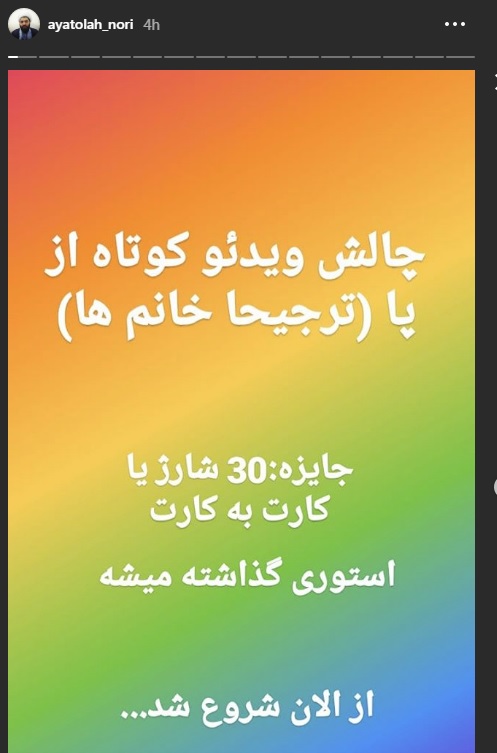 ayatolah_nori 4h
چالش ویدئو کوتاه از
پا (ترجیحا خانم ها)
جایزه:30 شارژ یا
کارت به کارت
استوری گذاشته میشه
از الان شروع شد...